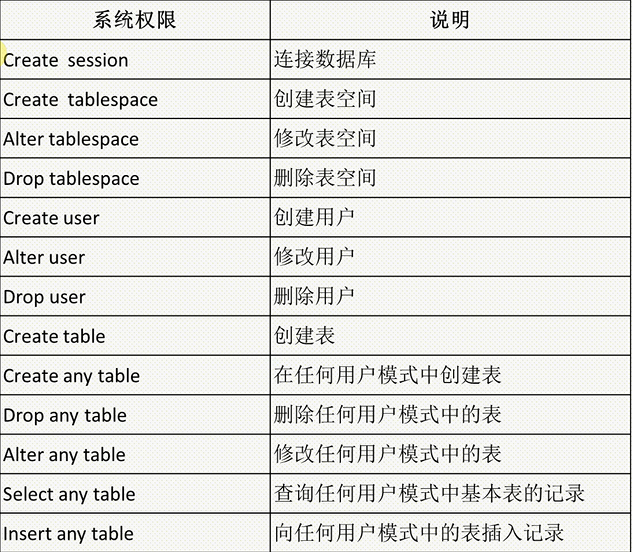 系统权限 说明
Create session 连接数据库
Create tablespace 创建表空间
Alter tablespace 修改表空间
Drop tablespace 删除表空间
Create user 创建用户
Alter user 修改用户
Drop user 删除用户
Create table 创建表
Create any table 在任何用户模式中创建表
Drop any table 删除任何用户模式中的表
Alter any table 修改任何用户模式中的表
Select any table 查询任何用户模式中基本表的记录
Insert any table 向任何用户模式中的表插入记录